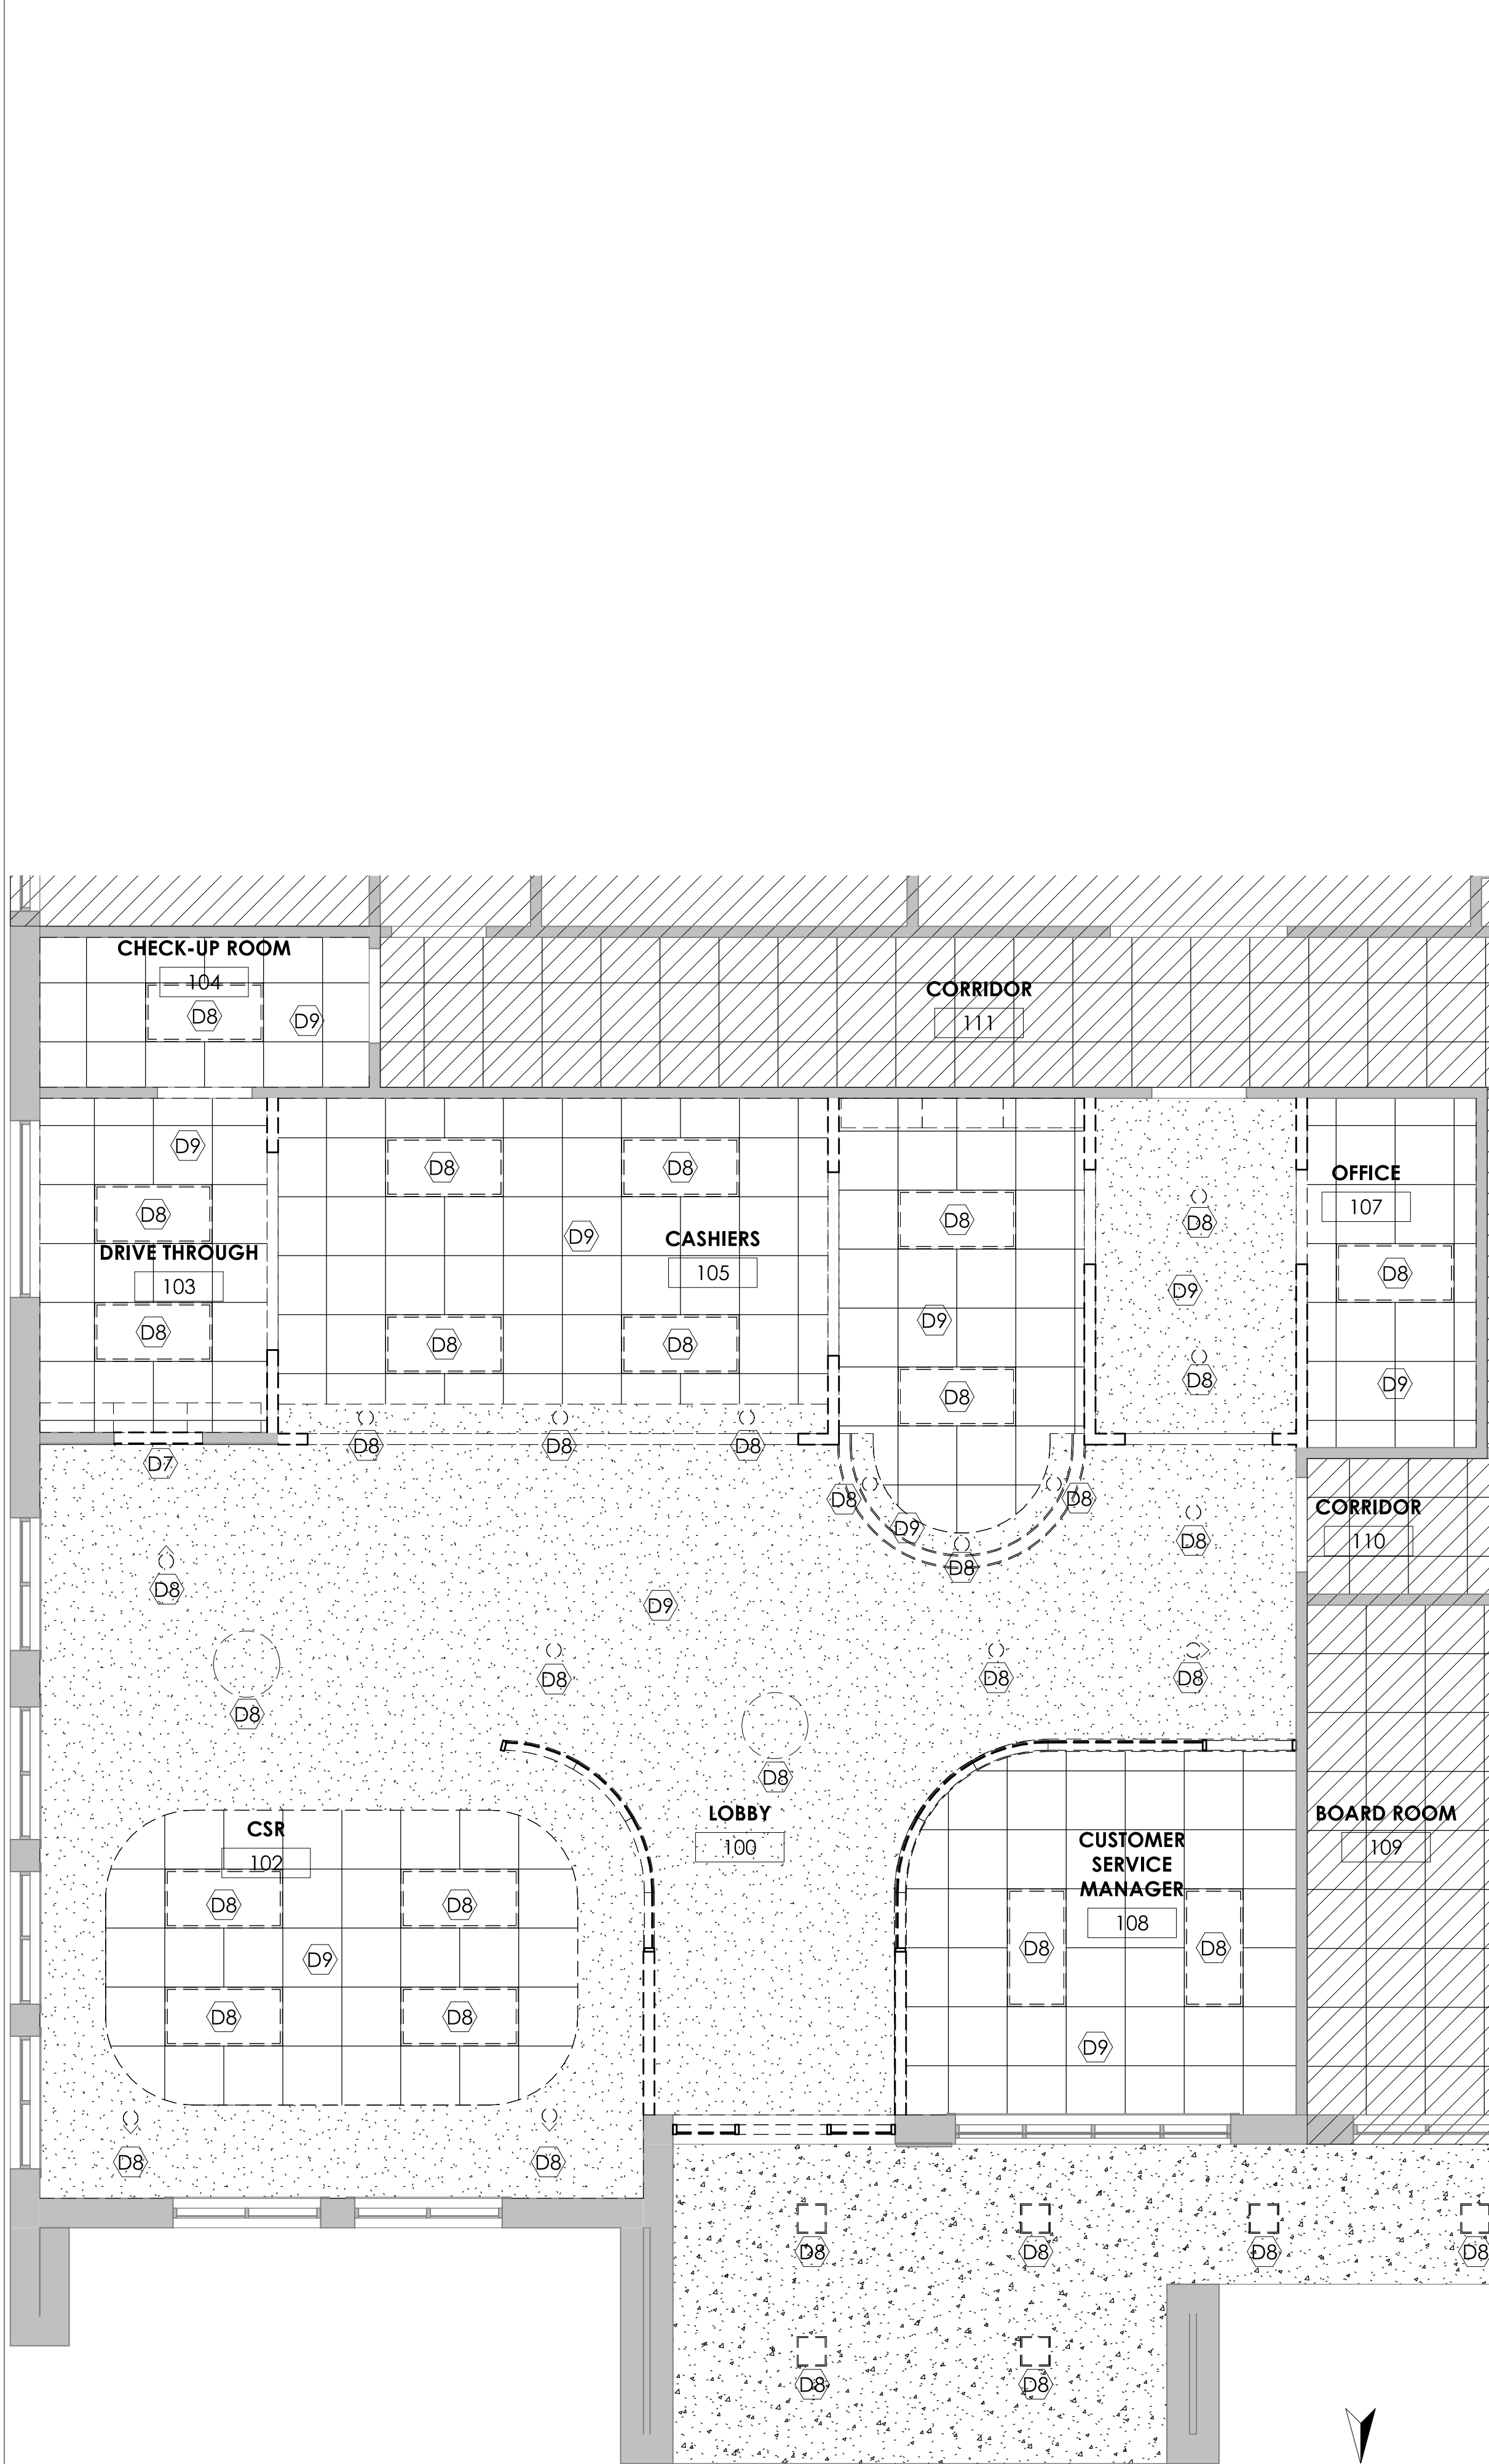 CHECK-UP ROOM
104
D8
D9
CORRIDOR
111
D9
D8
D8
D8
D8
D9
CASHIERS
105
DRIVE THROUGH
103
D8
D8
D8
D7
D8
D8
D8
D8
D9
D8
D8
D9
D8
OFFICE
107
D8
D9
D8
D9
D8
D8
D8
CORRIDOR
110
D8
D9
D8
D8
D8
D8
D8
D8
LOBBY
100
CSR
102
D8
D8
D9
D8
D8
CUSTOMER
SERVICE
MANAGER
108
D8
D8
D9
BOARD ROOM
109
D8
D8
D8
D8
D8
D8
D8
D8